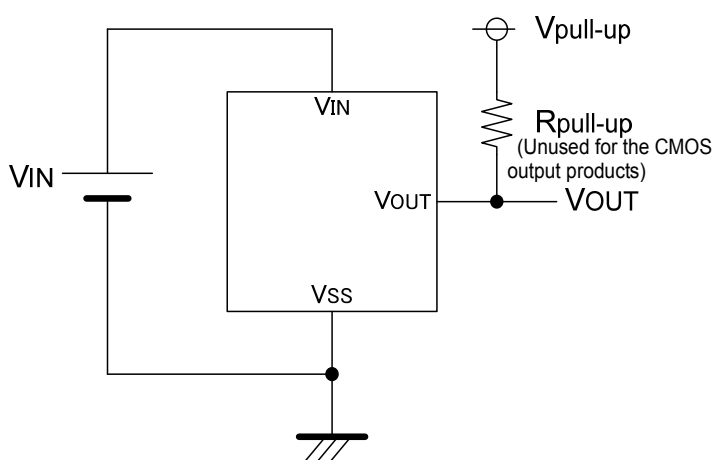 Vpull-up
VIN
Rpull-up
(Unused for the CMOS
output products)
VIN
VOUT
VOUT
VSS